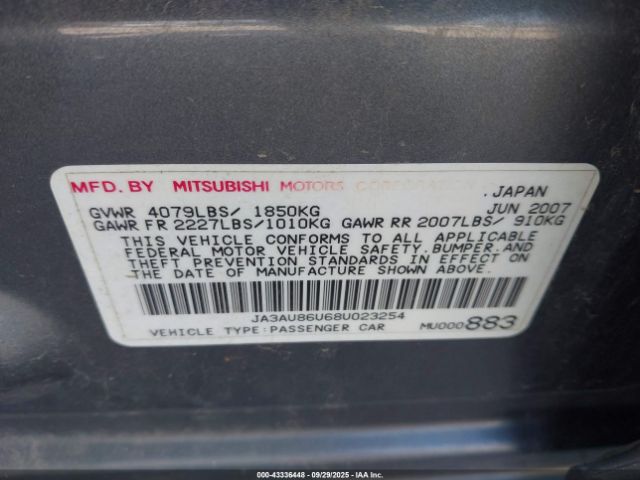 MFD. BY MITSUBISHI MOTORS CORPORATION. JAPAN
GVWR 4079LBS/ 1850KG JUN 2007
GAWR FR 2227LBS/1010KG GAWR RR 2007LBS/ 910KG
THIS VEHICLE CONFORMS TO ALL APPLICABLE
FEDERAL MOTOR VEHICLE SAFETY.BUMPER.AND
THEFT PREVENTION STANDARDS IN EFFECT ON
THE DATE OF MANUFACTURE SHOWN ABOVE.
JA3AU86U68U023254
VEHICLE TYPE:PASSENGER CAR MU000883
000-43336448 - 09/29/2025 - IAA Inc.